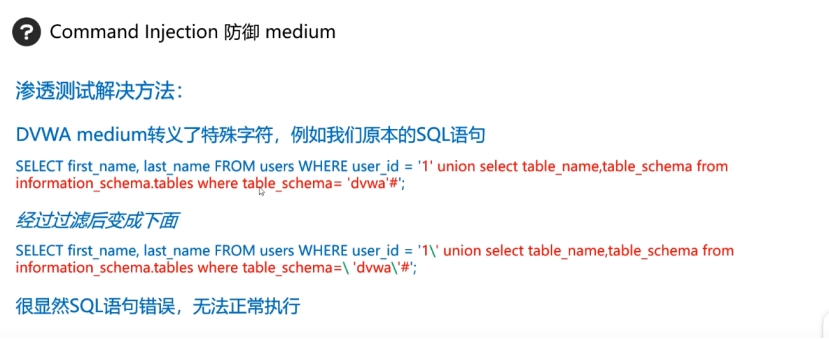 ? Command Injection 防御 medium
渗透测试解决方法：
DVWA medium转义了特殊字符，例如我们原本的SQL语句
SELECT first_name, last_name FROM users WHERE user_id = '1' union select table_name,table_schema from
information_schema.tables where table_schema= 'dvwa'#';
经过过滤后变成下面
SELECT first_name, last_name FROM users WHERE user_id = '1\' union select table_name,table_schema from
information_schema.tables where table_schema=\ 'dvwa\'#';
很显然SQL语句错误，无法正常执行